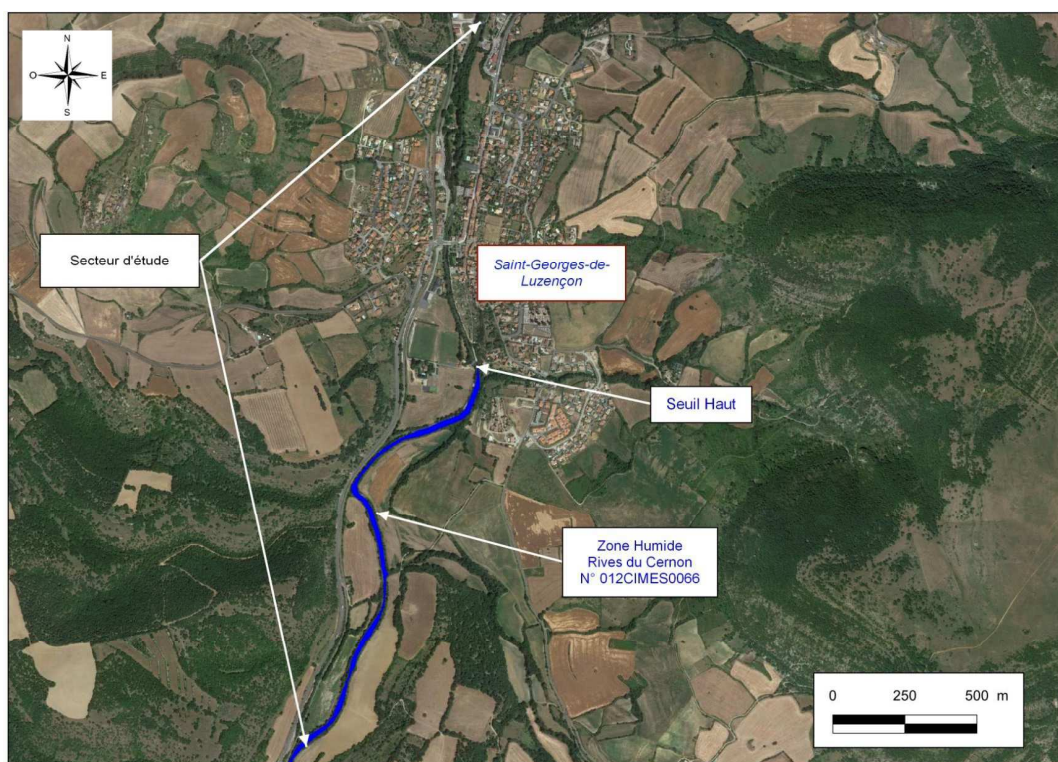 N
O
E
S
Secteur d'étude
Saint-Georges-de-
Luzençon
Seuil Haut
Zone Humide
Rives du Cernon
N° 012CIMES0066
0 250 500 m